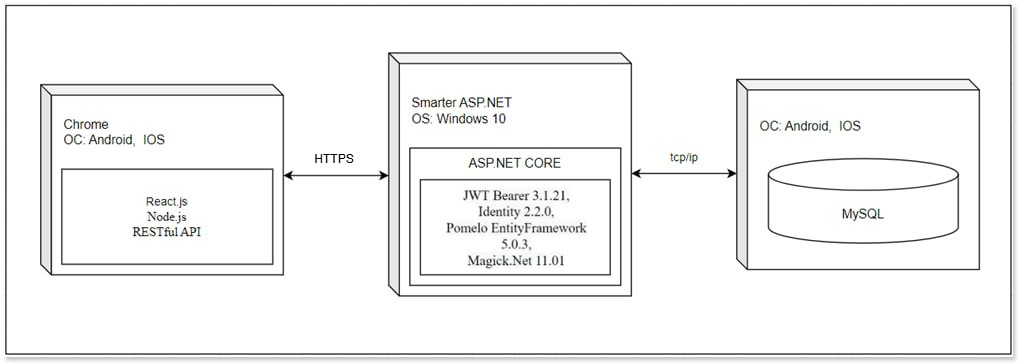 Chrome
OC: Android, IOS
React.js
Node.js
RESTful API
HTTPS
Smarter ASP.NET
OS: Windows 10
ASP.NET CORE
JWT Bearer 3.1.21,
Identity 2.2.0,
Pomelo EntityFramework
5.0.3,
Magick.Net 11.01
tcp/ip
OC: Android, IOS
MySQL